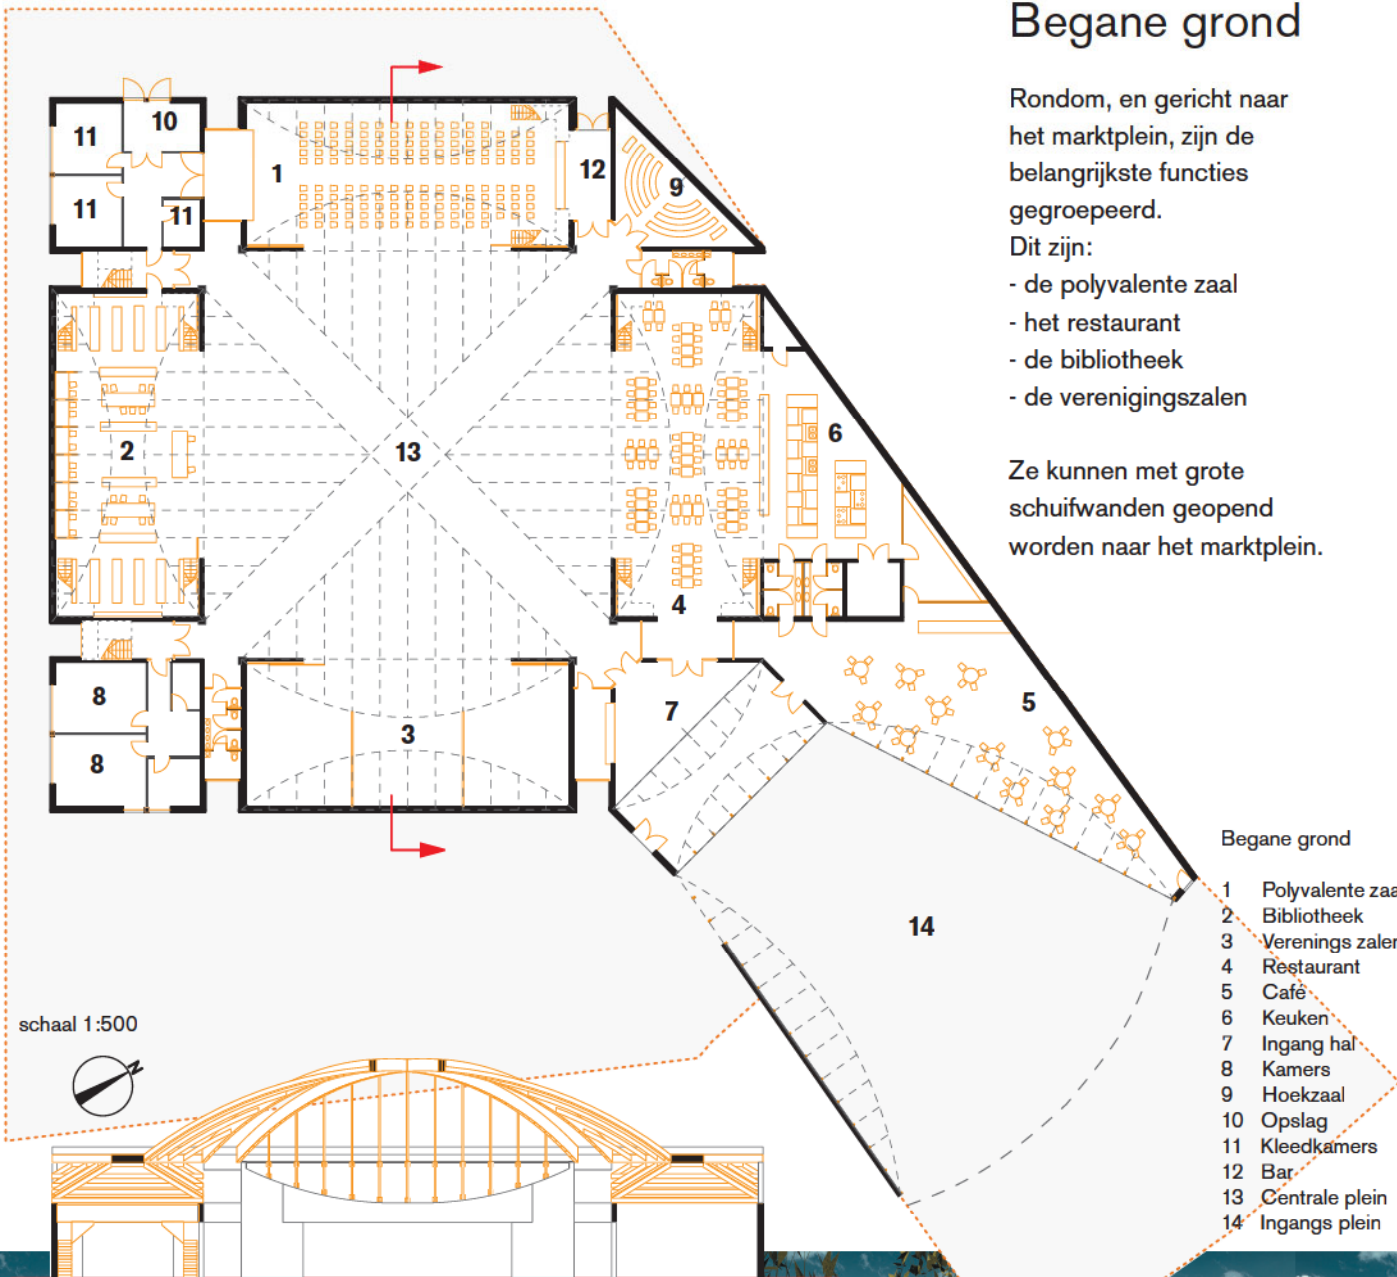 Begane grond
Rondom, en gericht naar
het marktplein, zijn de
belangrijkste functies
gegroepeerd.
Dit zijn:
- de polyvalente zaal
- het restaurant
- de bibliotheek
- de verenigingszalen
Ze kunnen met grote
schuifwanden geopend
worden naar het marktplein.
11
10
11
11
1
12
9
2
13
6
4
8
8
3
7
5
14
schaal 1:500
N
Begane grond
1 Polyvalente zaa
2 Bibliotheek
3 Verenings zaler
4 Restaurant
5 Café
6 Keuken
7 Ingang hal
8 Kamers
9 Hoekzaal
10 Opslag
11 Kleedkamers
12 Bar
13 Centrale plein
14 Ingangs plein